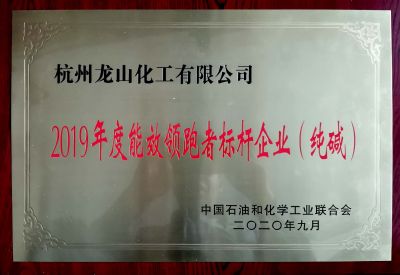 杭州龙山化工有限公司
2019年度能效领跑者标杆企业(纯碱)
中国石油和化学工业联合会
二〇二〇年九月